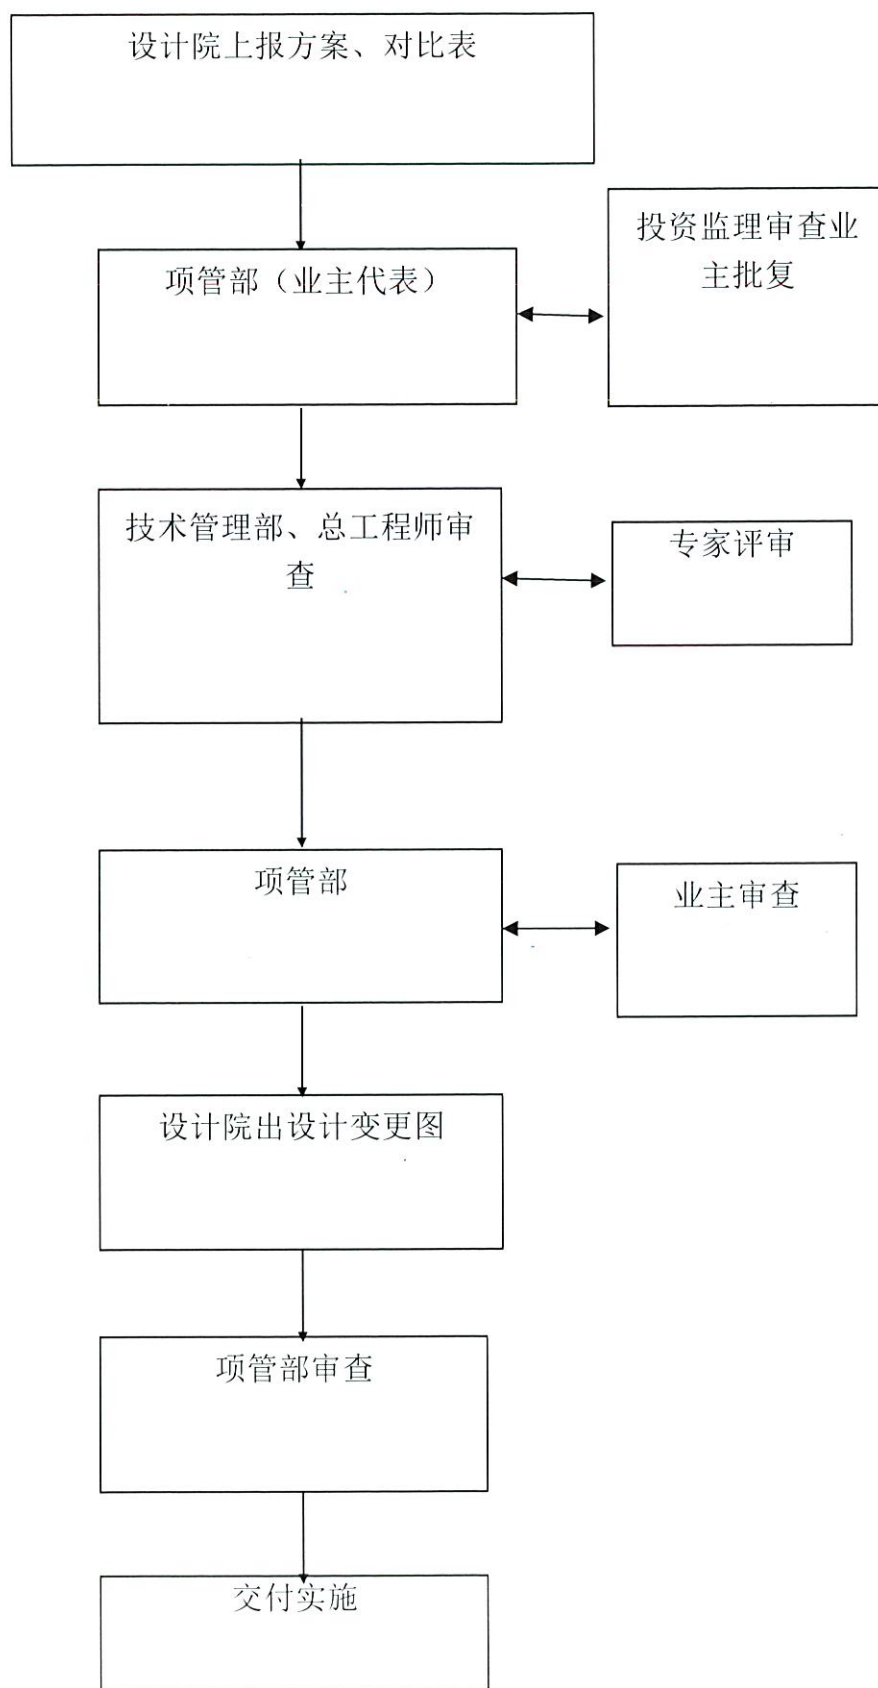 设计院上报方案、对比表
投资监理审查业
主批复
项管部（业主代表）
技术管理部、总工程师审
查
专家评审
项管部
业主审查
设计院出设计变更图
项管部审查
交付实施